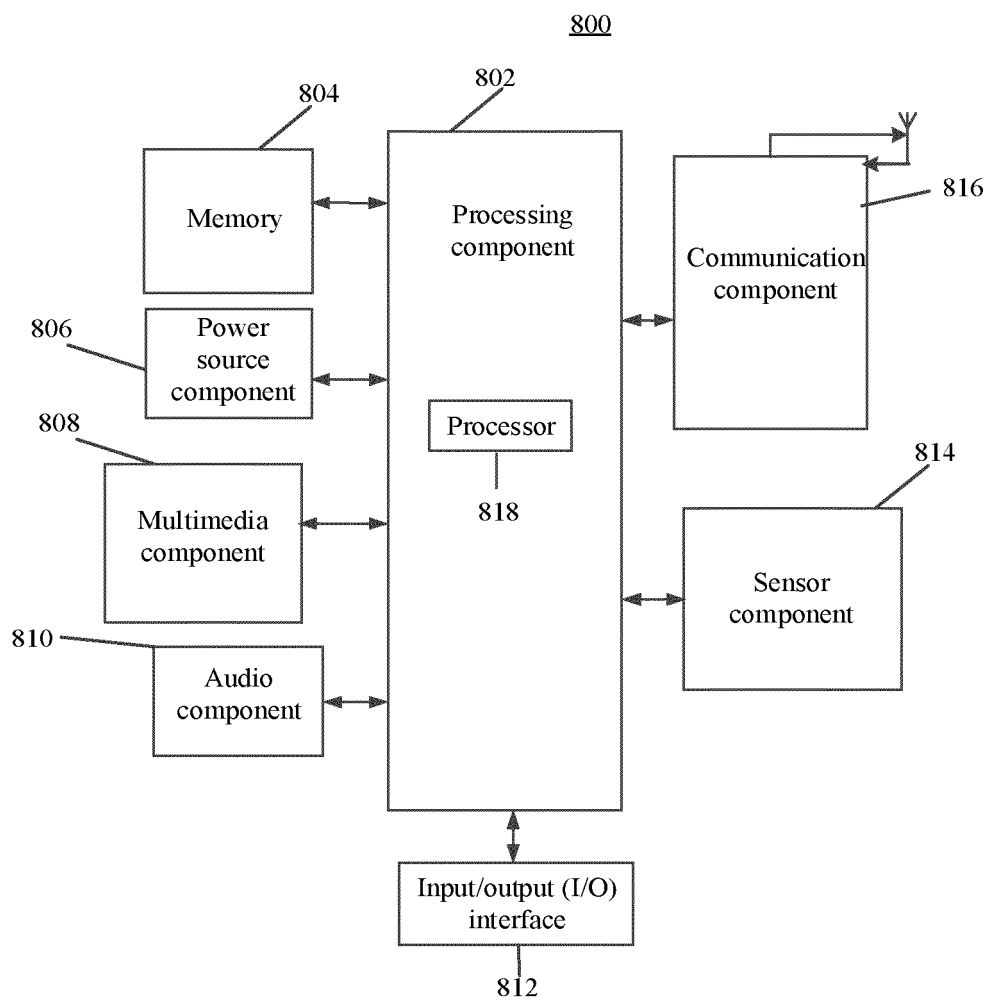 800
802
804
Memory
Processing
component
816
Communication
component
806
Power
source
component
808
Processor
818
Multimedia
component
814
Sensor
component
810
Audio
component
Input/output (I/O)
interface
812